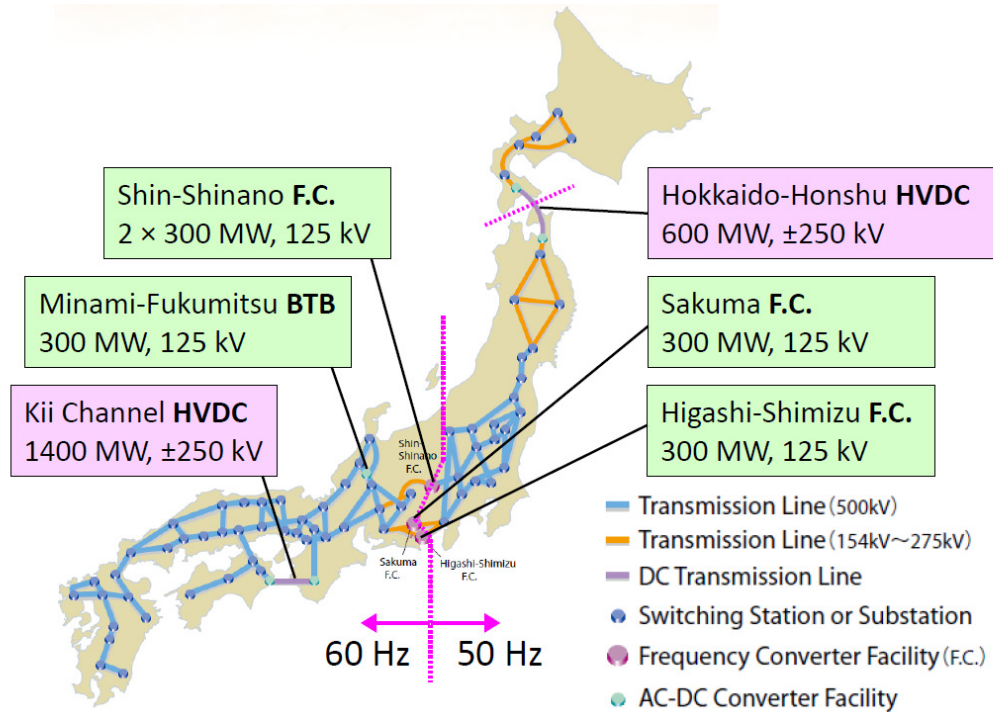 Shin-Shinano F.C.
2 × 300 MW, 125 kV
Hokkaido-Honshu HVDC
600 MW, ±250 kV
Minami-Fukumitsu BTB
300 MW, 125 kV
Sakuma F.C.
300 MW, 125 kV
Kii Channel HVDC
1400 MW, ±250 kV
Higashi-Shimizu F.C.
300 MW, 125 kV
Shin-
Shinano
F.C.
Sakuma
F.C.
Higashi-Shimizu
F.C.
60 Hz
50 Hz
Transmission Line (500kV)
Transmission Line (154kV～275kV)
DC Transmission Line
Switching Station or Substation
Frequency Converter Facility (F.C.)
AC-DC Converter Facility